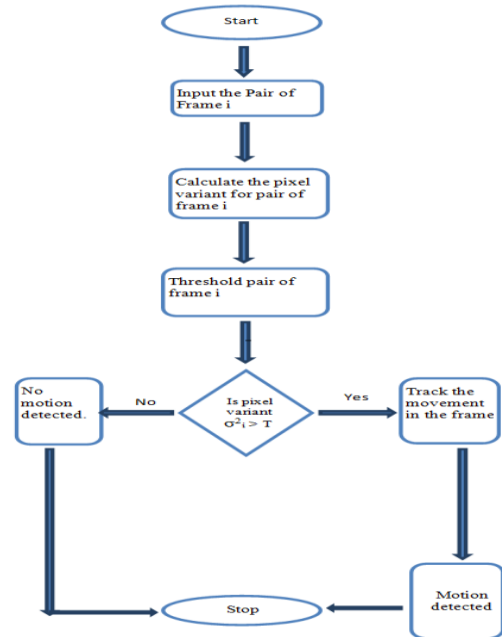 Start
Input the Pair of
Frame i
Calculate the pixel
variant for pair of
frame i
Threshold pair of
frame i
Is pixel
variant
σ²ᵢ > T
No
Yes
No
motion
detected.
Track the
movement
in the frame
Motion
detected
Stop